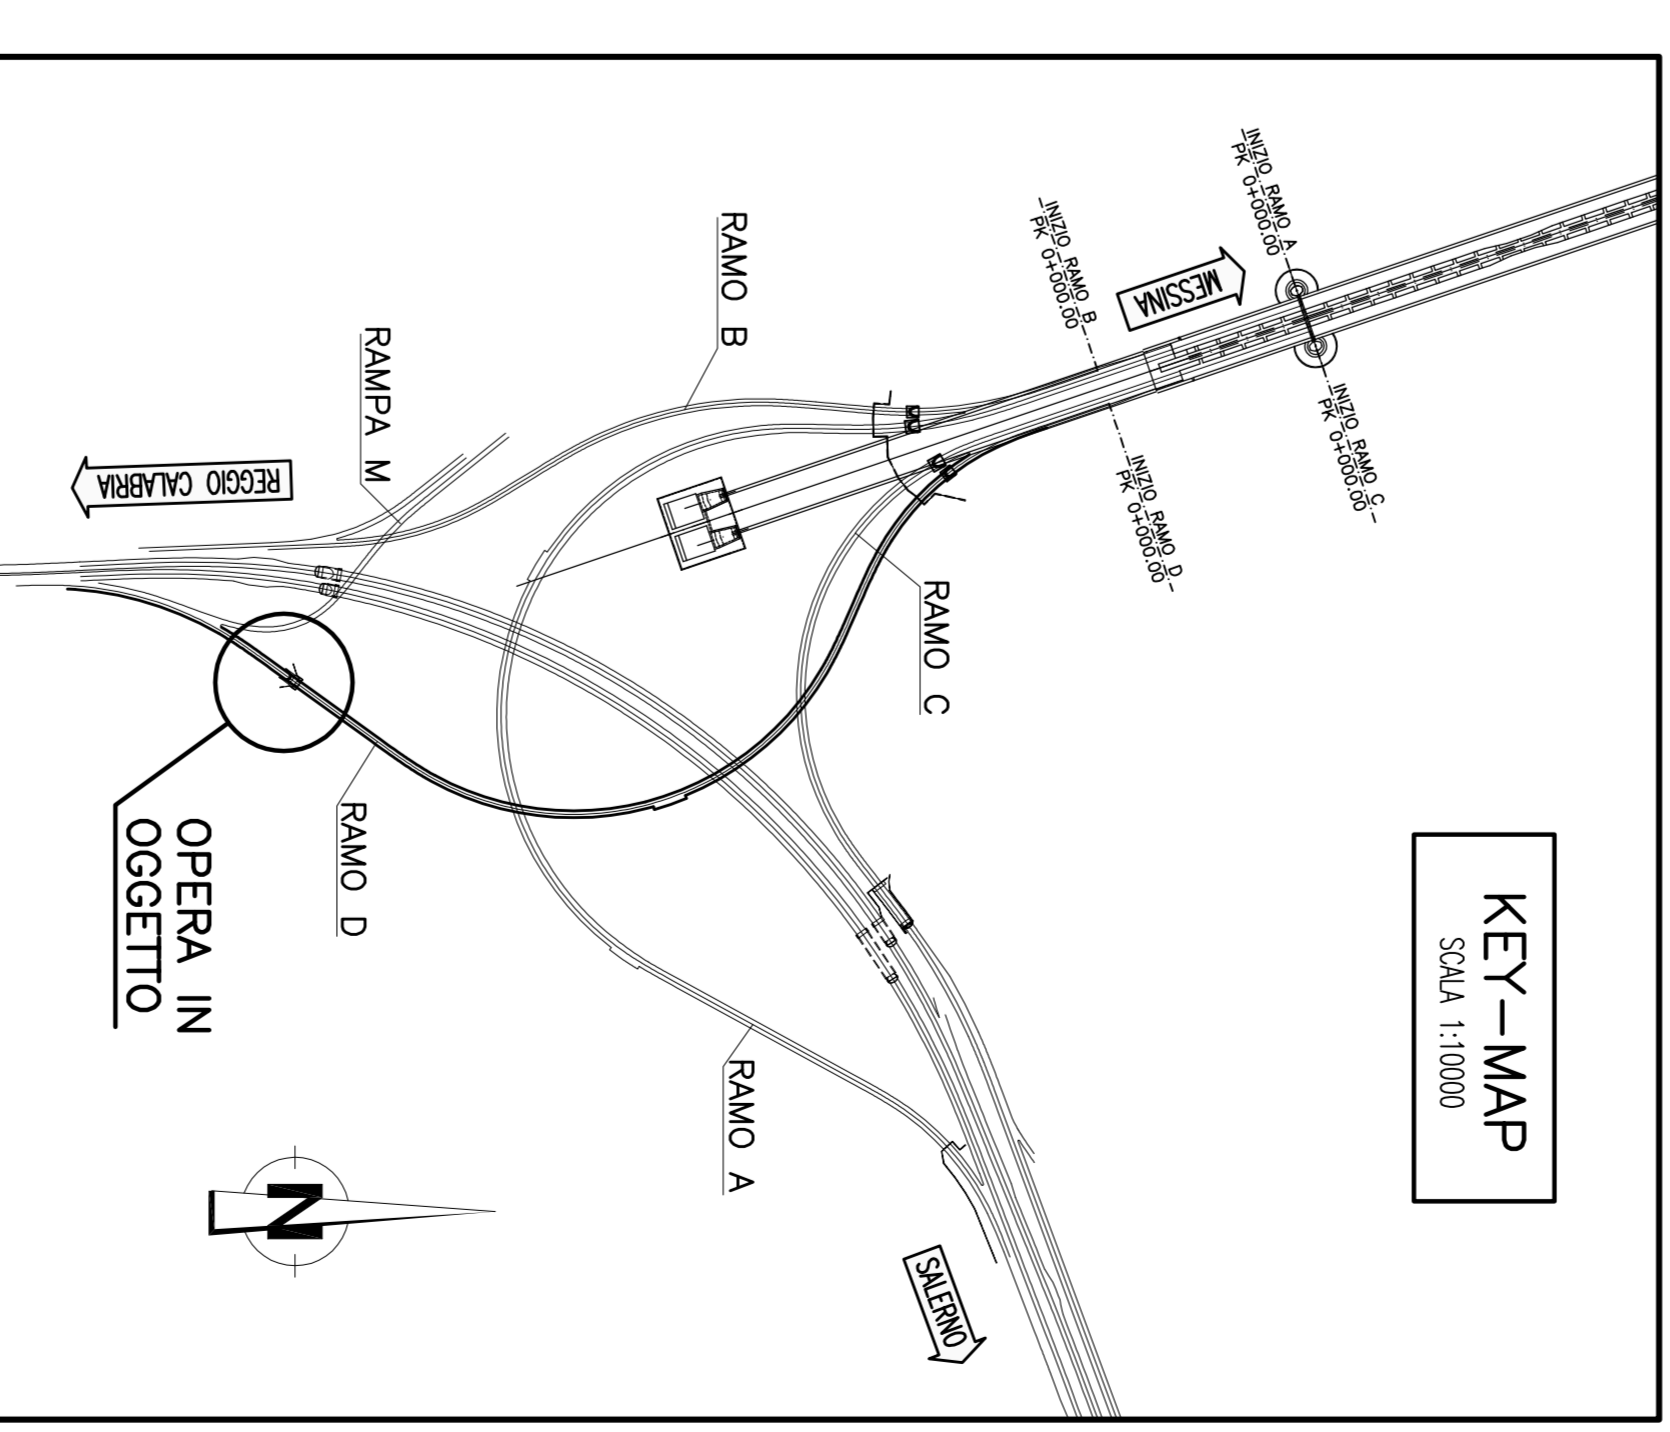 KEY-MAP
SCALA 1:10000
INIZIO RAMO A
PK 0+000.00
INIZIO RAMO C
PK 0+000.00
MESSINA
INIZIO RAMO B
PK 0+000.00
INIZIO RAMO D
PK 0+000.00
RAMO B
RAMO C
RAMPA M
REGGIO CALABRIA
RAMO D
OPERA IN
OGGETTO
RAMO A
SALERNO
N